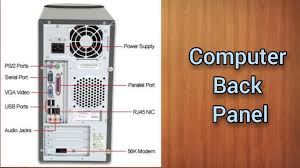 Power Supply
PS/2 Ports
Serial Port
VGA Video
USB Ports
Audio Jacks
Parallel Port
RJ45 NIC
56K Modem
Computer
Back
Panel